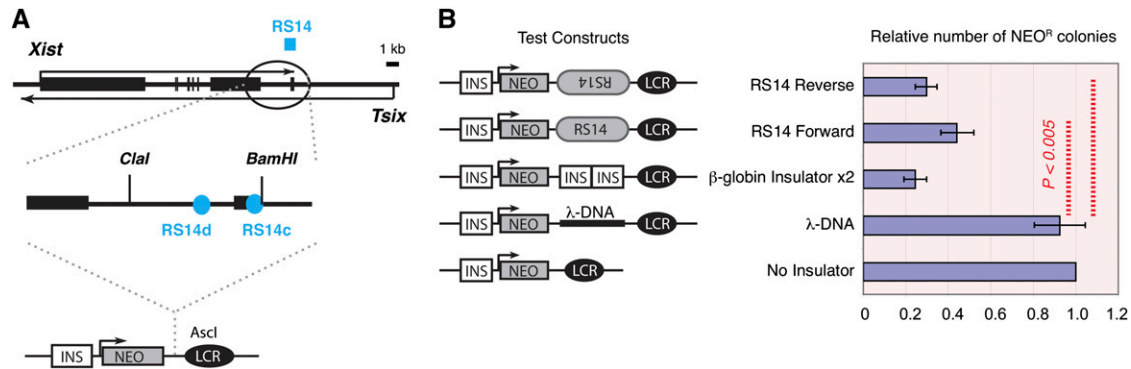 A
RS14
Xist
1 kb
Tsix
ClaI
BamHI
RS14d
RS14c
AscI
INS
NEO
LCR
B
Test Constructs
Relative number of NEOᴿ colonies
INS NEO RS14 LCR
RS14 Reverse
INS NEO RS14 LCR
RS14 Forward
INS NEO INS INS LCR
β-globin Insulator x2
λ-DNA
INS NEO LCR
λ-DNA
INS NEO LCR
No Insulator
P < 0.005
0 0.2 0.4 0.6 0.8 1.0 1.2